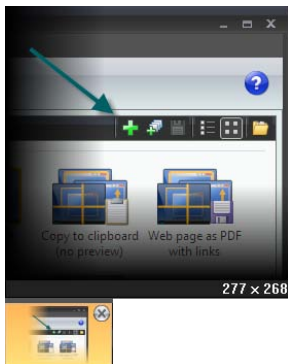 ?
Copy to clipboard Web page as PDF
(no preview) with links
277 x 268